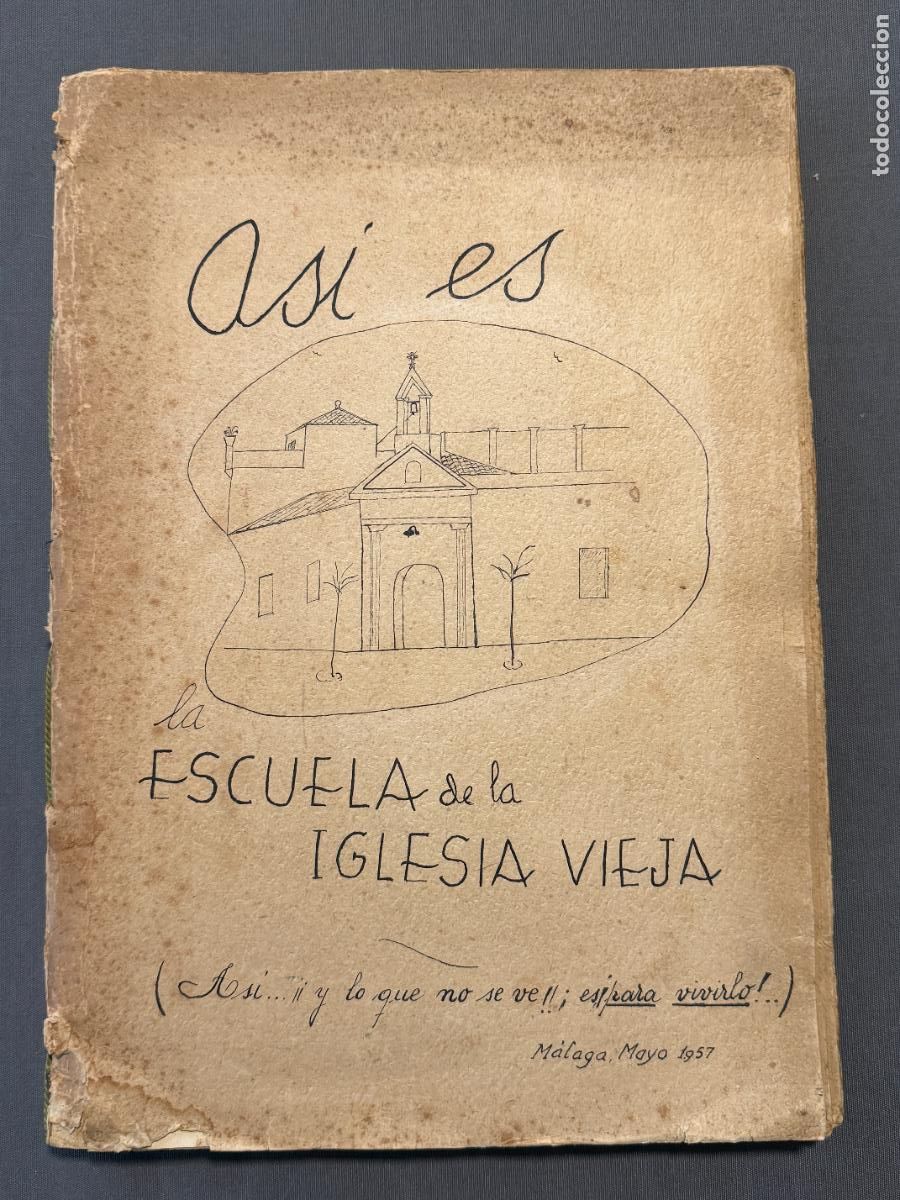 Asi es
la
ESCUELA de la
IGLESIA VIEJA
(Asi...¡¡ y lo que no se ve!!; es¡¡para vivirlo!..)
Málaga, Mayo 1957
todocoleccion